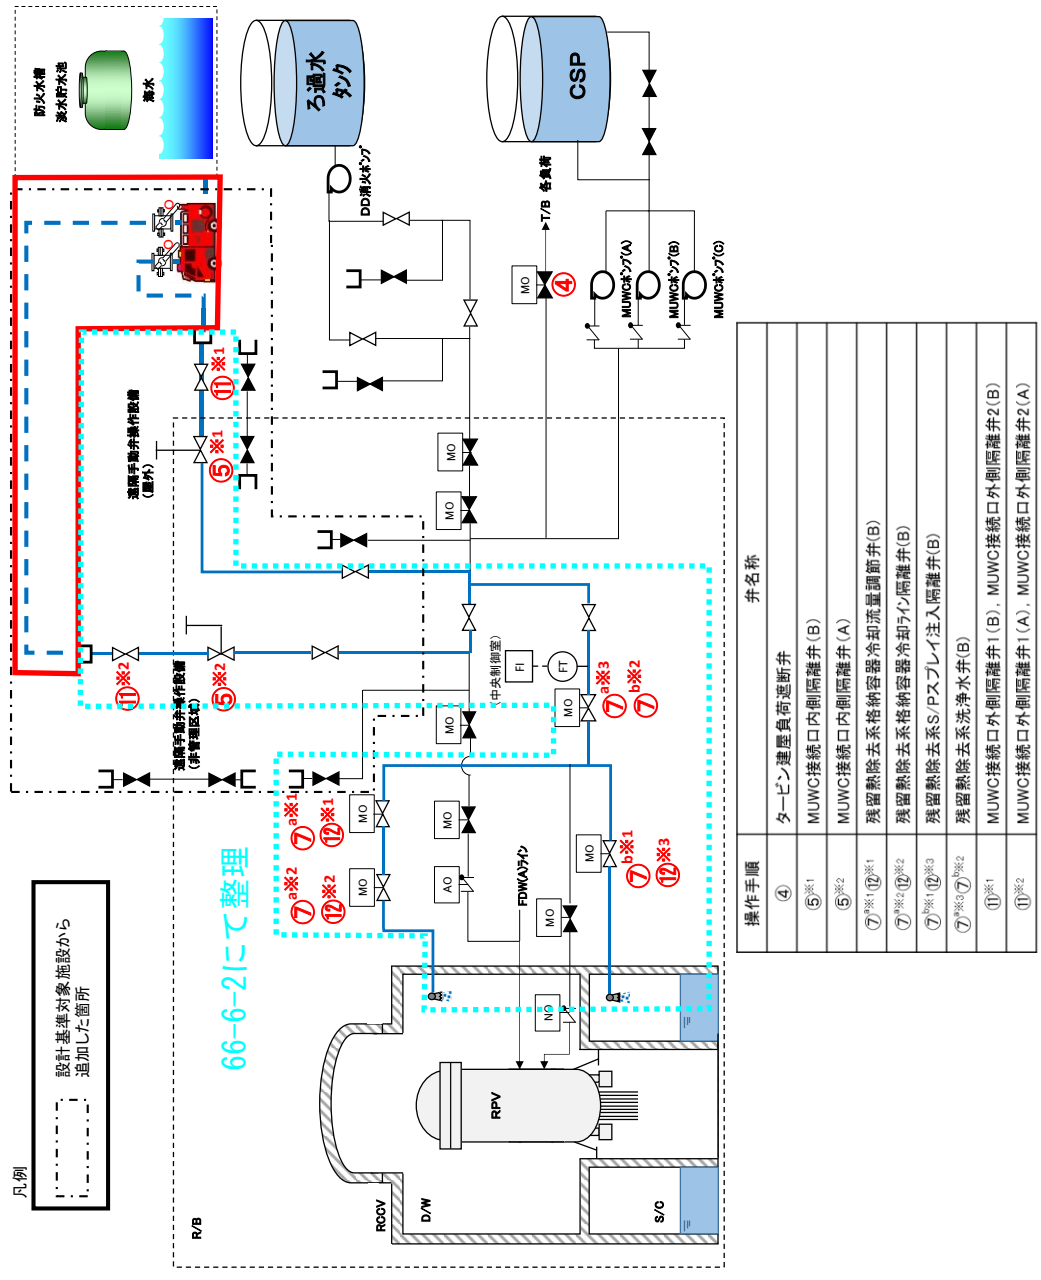 防火水槽
淡水貯水池
海水
ろ過水
タンク
CSP
DD消火ポンプ
T/B 各負荷
MO
④
MUWCポンプ(A)
MUWCポンプ(B)
MUWCポンプ(C)
⑪※1
⑤※1
遠隔手動弁操作設備
(屋外)
MO
MO
⑪※2
⑤※2
遠隔手動弁操作設備
(非管理区域)
(中央制御室)
FI
FT
MO
⑦a※3
⑦b※2
MO
⑦a※1
⑫※1
MO
⑦a※2
⑫※2
MO
MO
AO
FDW(A)ライン
MO
MO
⑦b※1
⑫※3
NO
66-6-2にて整理
RPV
RCCV
D/W
S/C
R/B
凡例
設計基準対象施設から
追加した箇所
操作手順 弁名称
④ タービン建屋負荷遮断弁
⑤※1 MUWC接続口内側隔離弁(B)
⑤※2 MUWC接続口内側隔離弁(A)
⑦a※1⑫※1 残留熱除去系格納容器冷却流量調節弁(B)
⑦a※2⑫※2 残留熱除去系格納容器冷却ライン隔離弁(B)
⑦b※1⑫※3 残留熱除去系S/Pスプレイ注入隔離弁(B)
⑦a※3⑦b※2 残留熱除去系洗浄水弁(B)
⑪※1 MUWC接続口外側隔離弁1(B), MUWC接続口外側隔離弁2(B)
⑪※2 MUWC接続口外側隔離弁1(A), MUWC接続口外側隔離弁2(A)